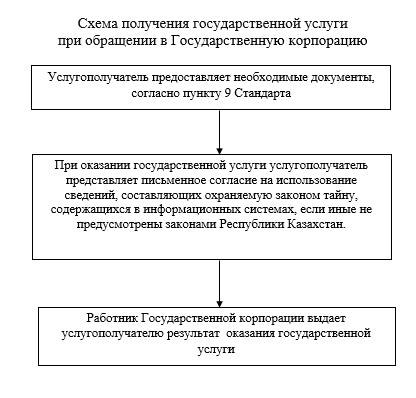 Схема получения государственной услуги
при обращении в Государственную корпорацию
Услугополучатель предоставляет необходимые документы,
согласно пункту 9 Стандарта
При оказании государственной услуги услугополучатель
представляет письменное согласие на использование
сведений, составляющих охраняемую законом тайну,
содержащихся в информационных системах, если иные не
предусмотрены законами Республики Казахстан.
Работник Государственной корпорации выдает
услугополучателю результат оказания государственной
услуги